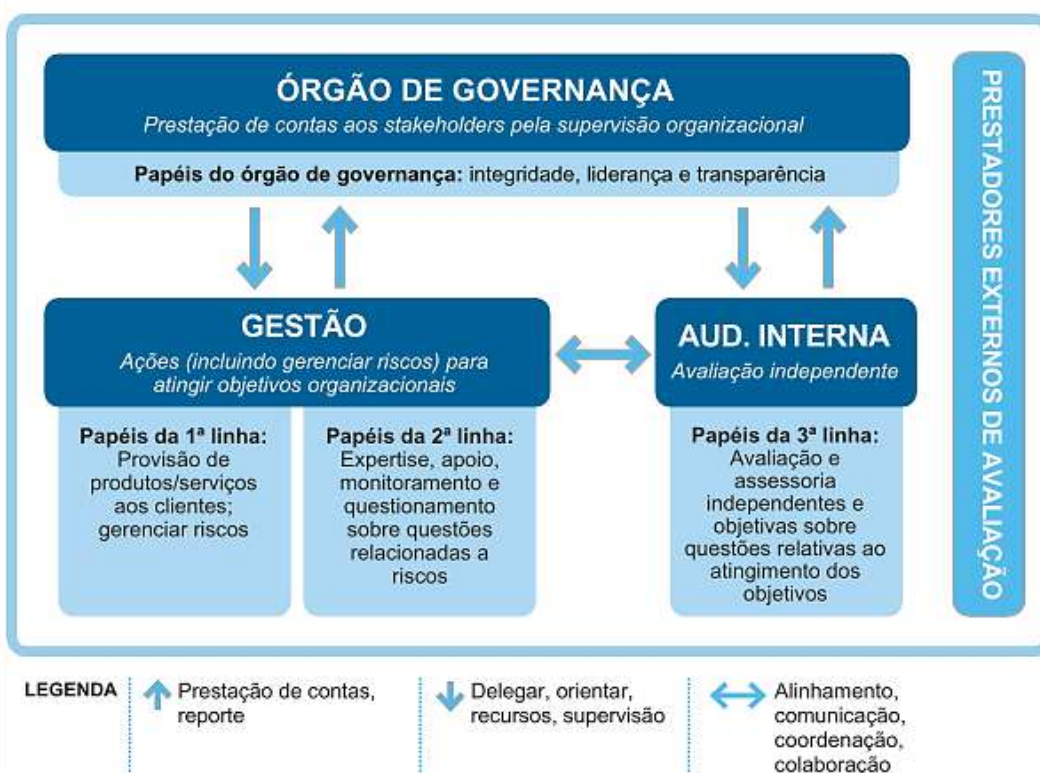 ÓRGÃO DE GOVERNANÇA
Prestação de contas aos stakeholders pela supervisão organizacional
Papéis do órgão de governança: integridade, liderança e transparência
GESTÃO
Ações (incluindo gerenciar riscos) para
atingir objetivos organizacionais
Papéis da 1ª linha:
Provisão de
produtos/serviços
aos clientes;
gerenciar riscos
Papéis da 2ª linha:
Expertise, apoio,
monitoramento e
questionamento
sobre questões
relacionadas a
riscos
AUD. INTERNA
Avaliação independente
Papéis da 3ª linha:
Avaliação e
assessoria
independentes e
objetivas sobre
questões relativas ao
atingimento dos
objetivos
PRESTADORES EXTERNOS DE AVALIAÇÃO
LEGENDA
Prestação de contas,
reporte
Delegar, orientar,
recursos, supervisão
Alinhamento,
comunicação,
coordenação,
colaboração